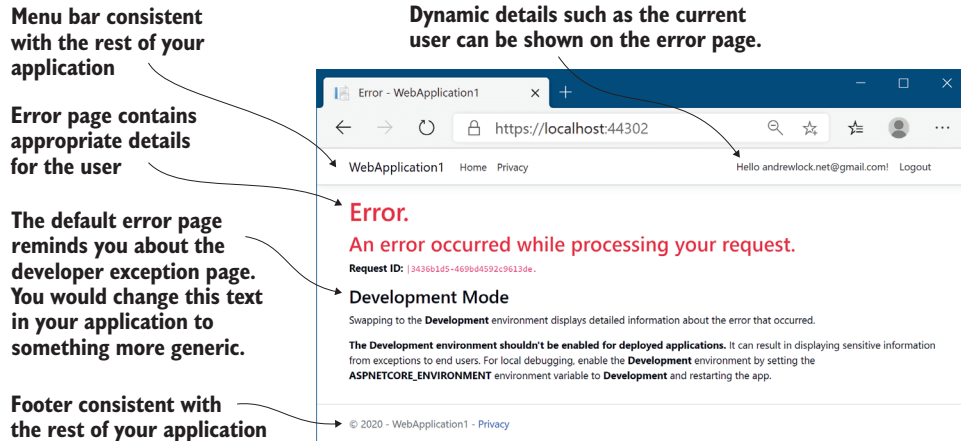 Menu bar consistent
with the rest of your
application
Dynamic details such as the current
user can be shown on the error page.
Error page contains
appropriate details
for the user
The default error page
reminds you about the
developer exception page.
You would change this text
in your application to
something more generic.
Footer consistent with
the rest of your application
Error - WebApplication1
https://localhost:44302
WebApplication1 Home Privacy Hello andrewlock.net@gmail.com! Logout
Error.
An error occurred while processing your request.
Request ID: |3436b1d5-469bd4592c9613de.
Development Mode
Swapping to the Development environment displays detailed information about the error that occurred.
The Development environment shouldn't be enabled for deployed applications. It can result in displaying sensitive information
from exceptions to end users. For local debugging, enable the Development environment by setting the
ASPNETCORE_ENVIRONMENT environment variable to Development and restarting the app.
© 2020 - WebApplication1 - Privacy